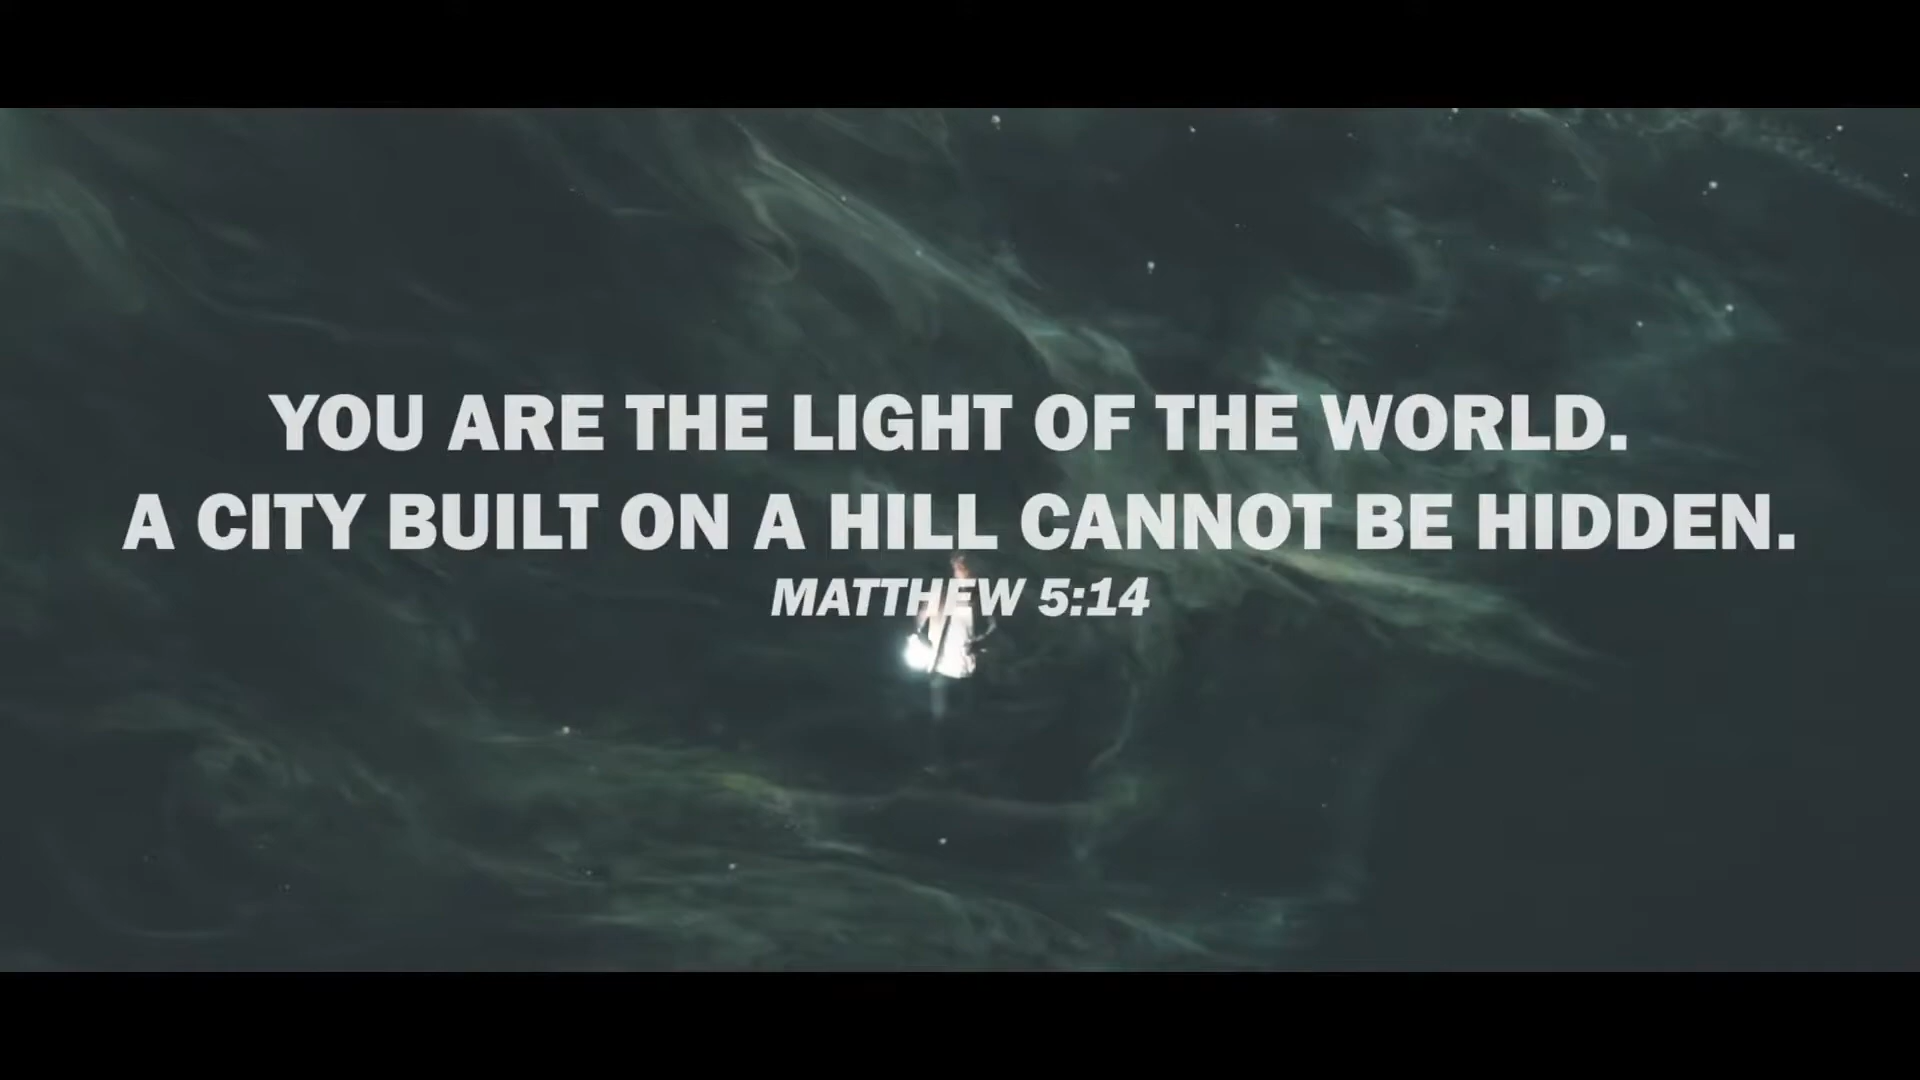 YOU ARE THE LIGHT OF THE WORLD.
A CITY BUILT ON A HILL CANNOT BE HIDDEN.
MATTHEW 5:14